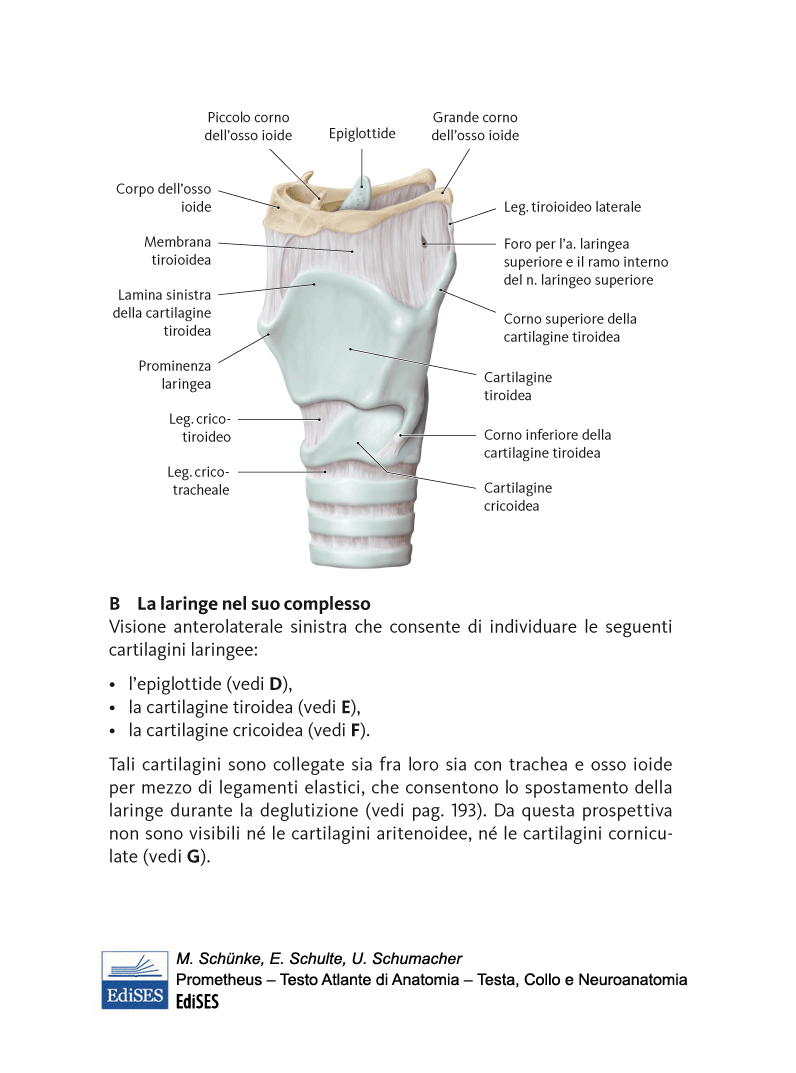 Piccolo corno
dell'osso ioide
Epiglottide
Grande corno
dell'osso ioide
Corpo dell'osso
ioide
Membrana
tiroioidea
Lamina sinistra
della cartilagine
tiroidea
Prominenza
laringea
Leg. crico-
tiroideo
Leg. crico-
tracheale
Leg. tiroioideo laterale
Foro per l'a. laringea
superiore e il ramo interno
del n. laringeo superiore
Corno superiore della
cartilagine tiroidea
Cartilagine
tiroidea
Corno inferiore della
cartilagine tiroidea
Cartilagine
cricoidea
B La laringe nel suo complesso
Visione anterolaterale sinistra che consente di individuare le seguenti
cartilagini laringee:
• l'epiglottide (vedi D),
• la cartilagine tiroidea (vedi E),
• la cartilagine cricoidea (vedi F).
Tali cartilagini sono collegate sia fra loro sia con trachea e osso ioide
per mezzo di legamenti elastici, che consentono lo spostamento della
laringe durante la deglutizione (vedi pag. 193). Da questa prospettiva
non sono visibili né le cartilagini aritenoidee, né le cartilagini cornicu-
late (vedi G).
EdiSES
M. Schünke, E. Schulte, U. Schumacher
Prometheus – Testo Atlante di Anatomia – Testa, Collo e Neuroanatomia
EdiSES